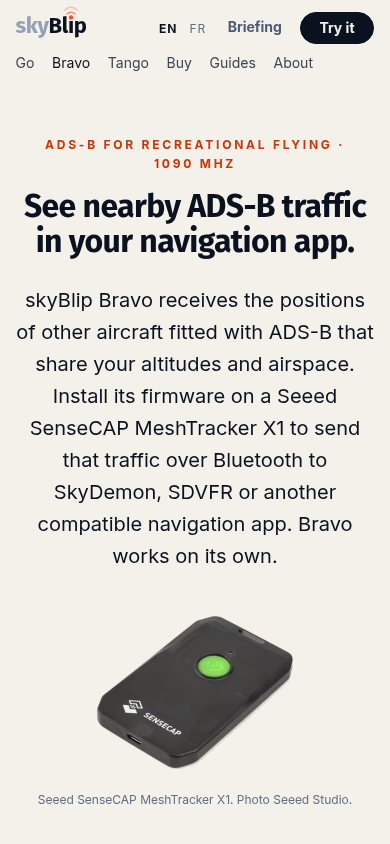 skyBlip
EN FR Briefing Try it
Go Bravo Tango Buy Guides About
ADS-B FOR RECREATIONAL FLYING ·
1090 MHZ
See nearby ADS-B traffic
in your navigation app.
skyBlip Bravo receives the positions
of other aircraft fitted with ADS-B that
share your altitudes and airspace.
Install its firmware on a Seeed
SenseCAP MeshTracker X1 to send
that traffic over Bluetooth to
SkyDemon, SDVFR or another
compatible navigation app. Bravo
works on its own.
SENSECAP
Seeed SenseCAP MeshTracker X1. Photo Seeed Studio.